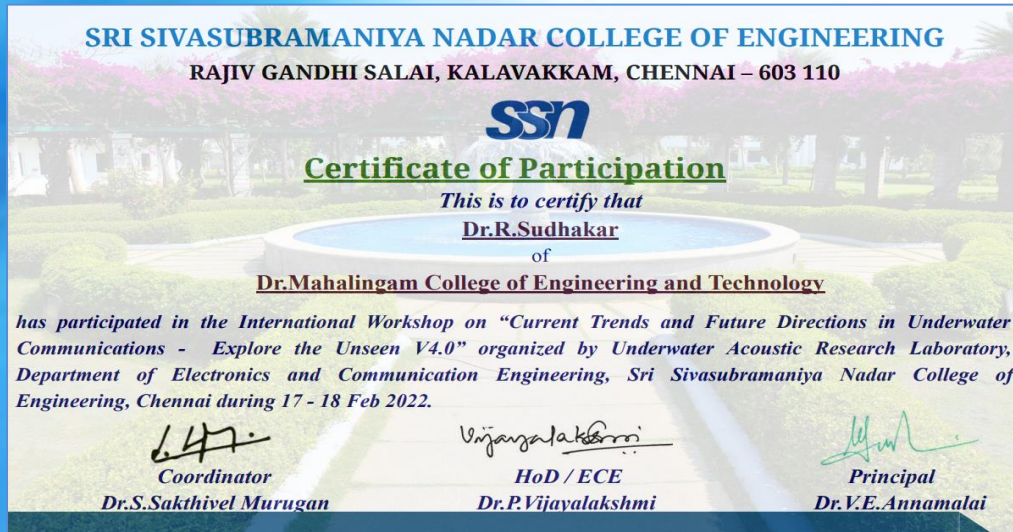 SRI SIVASUBRAMANIYA NADAR COLLEGE OF ENGINEERING
RAJIV GANDHI SALAI, KALAVAKKAM, CHENNAI – 603 110
ssn
Certificate of Participation
This is to certify that
Dr.R.Sudhakar
of
Dr.Mahalingam College of Engineering and Technology
has participated in the International Workshop on “Current Trends and Future Directions in Underwater
Communications - Explore the Unseen V4.0” organized by Underwater Acoustic Research Laboratory,
Department of Electronics and Communication Engineering, Sri Sivasubramaniya Nadar College of
Engineering, Chennai during 17 - 18 Feb 2022.
Vijayalakshmi
Coordinator HoD / ECE Principal
Dr.S.Sakthivel Murugan Dr.P.Vijayalakshmi Dr.V.E.Annamalai